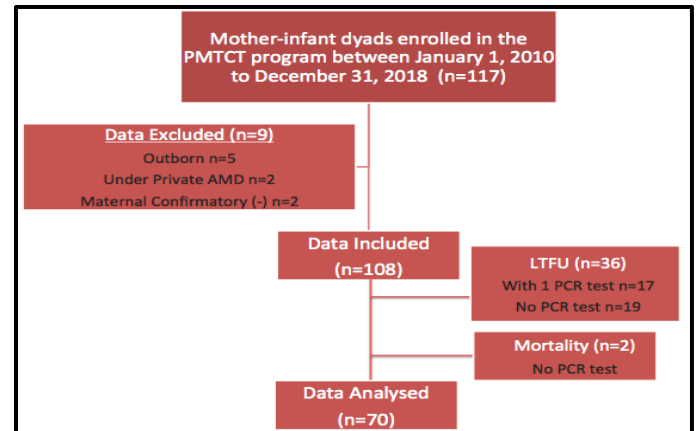 Mother-infant dyads enrolled in the
PMTCT program between January 1, 2010
to December 31, 2018 (n=117)
Data Excluded (n=9)
Outborn n=5
Under Private AMD n=2
Maternal Confirmatory (-) n=2
Data Included
(n=108)
LTFU (n=36)
With 1 PCR test n=17
No PCR test n=19
Mortality (n=2)
No PCR test
Data Analysed
(n=70)